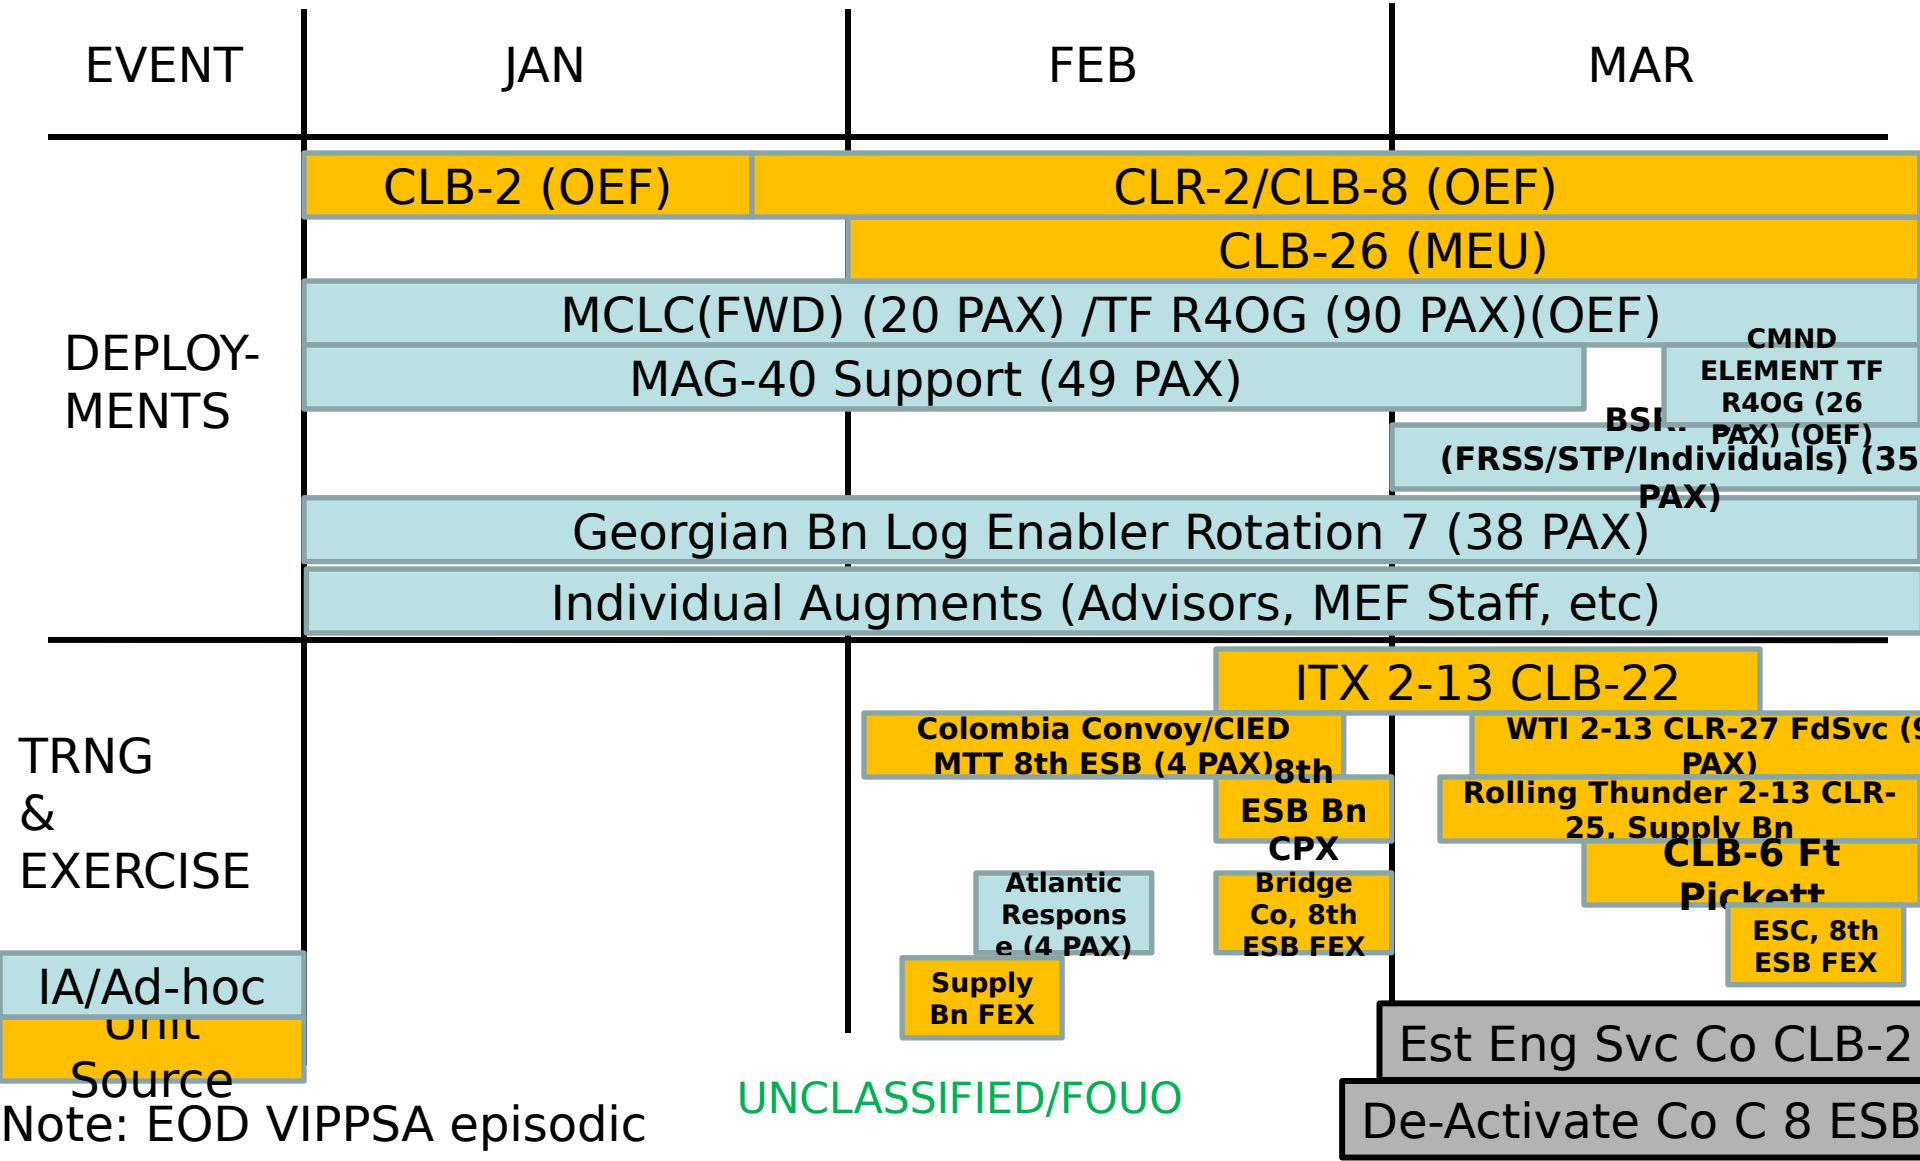 EVENT
JAN
FEB
MAR
CLB-2 (OEF)
CLR-2/CLB-8 (OEF)
CLB-26 (MEU)
MCLC(FWD) (20 PAX) /TF R4OG (90 PAX)(OEF)
DEPLOY-
MENTS
MAG-40 Support (49 PAX)
CMND
ELEMENT TF
R4OG (26
PAX) (OEF)
(FRSS/STP/Individuals) (35
PAX)
Georgian Bn Log Enabler Rotation 7 (38 PAX)
Individual Augments (Advisors, MEF Staff, etc)
TRNG
&
EXERCISE
ITX 2-13 CLB-22
Colombia Convoy/CIED
MTT 8th ESB (4 PAX)
WTI 2-13 CLR-27 FdSvc (9
PAX)
8th
ESB Bn
CPX
Rolling Thunder 2-13 CLR-
25, Supply Bn
CLB-6 Ft
Pickett
Atlantic
Respons
e (4 PAX)
Bridge
Co, 8th
ESB FEX
ESC, 8th
ESB FEX
Supply
Bn FEX
IA/Ad-hoc
Unit
Source
Est Eng Svc Co CLB-2
De-Activate Co C 8 ESB
Note: EOD VIPPSA episodic
UNCLASSIFIED/FOUO